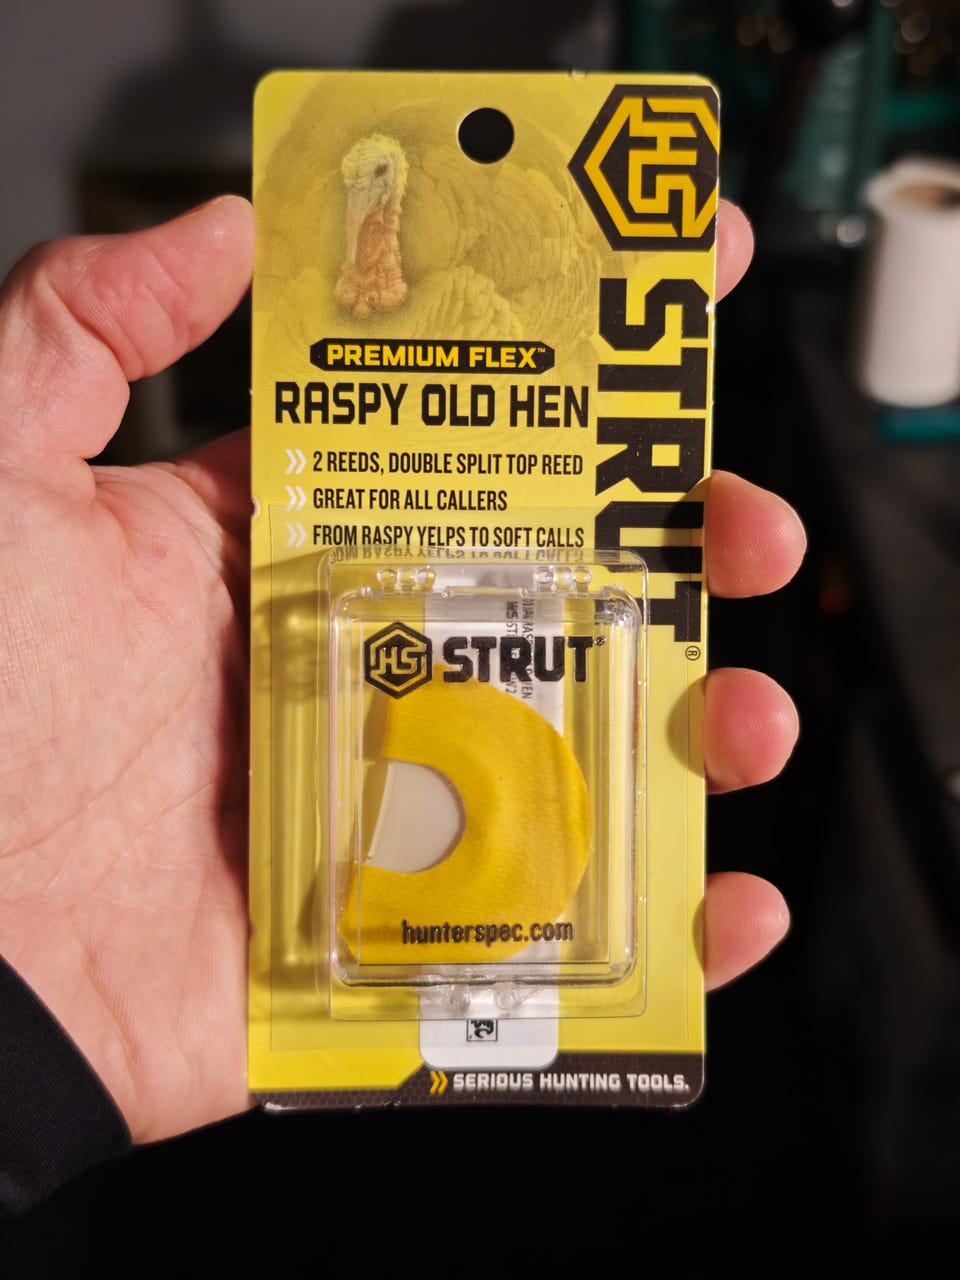 HS
STRUT®
PREMIUM FLEX™
RASPY OLD HEN
2 REEDS, DOUBLE SPLIT TOP REED
GREAT FOR ALL CALLERS
FROM RASPY YELPS TO SOFT CALLS
HS STRUT®
hunterspec.com
SERIOUS HUNTING TOOLS.